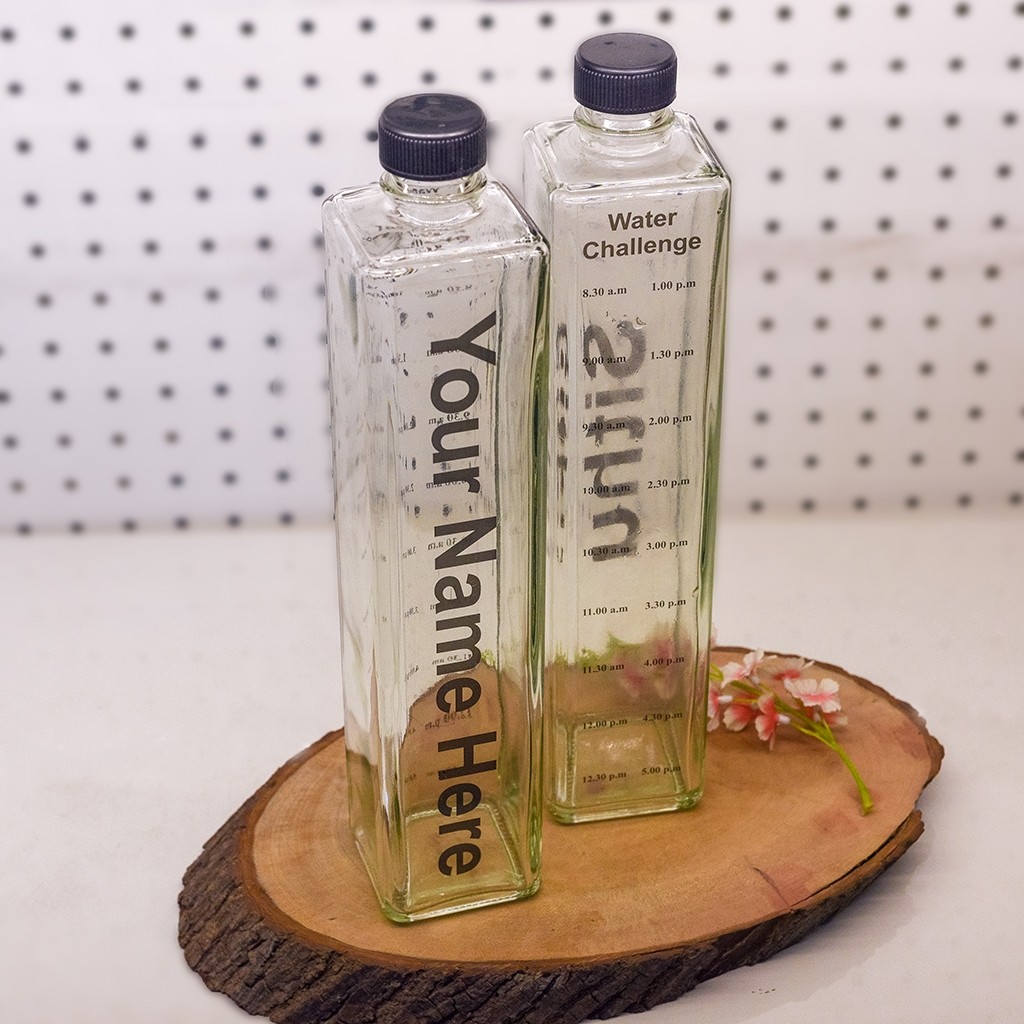 Your Name Here
Water
Challenge
8.30 a.m 1.00 p.m
9.00 a.m 1.30 p.m
9.30 a.m 2.00 p.m
10.00 a.m 2.30 p.m
10.30 a.m 3.00 p.m
11.00 a.m 3.30 p.m
11.30 am 4.00 p.m
12.00 p.m 4.30 p.m
12.30 p.m 5.00 p.m